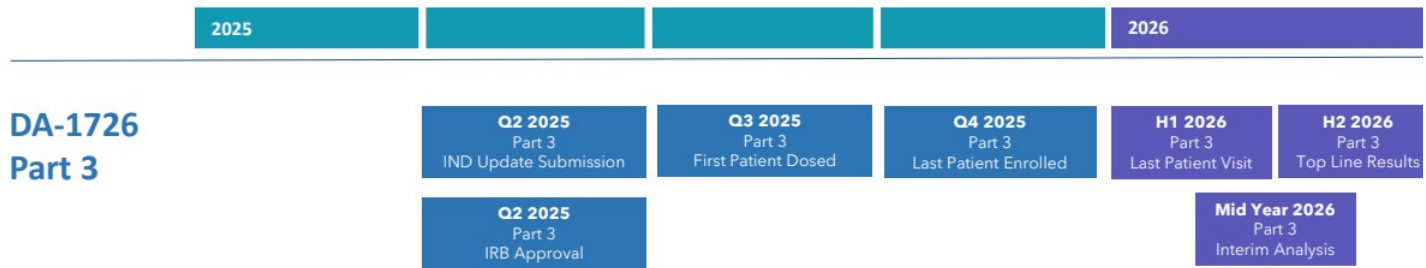 2025
2026
DA-1726
Part 3
Q2 2025
Part 3
IND Update Submission
Q3 2025
Part 3
First Patient Dosed
Q4 2025
Part 3
Last Patient Enrolled
H1 2026
Part 3
Last Patient Visit
H2 2026
Part 3
Top Line Results
Q2 2025
Part 3
IRB Approval
Mid Year 2026
Part 3
Interim Analysis